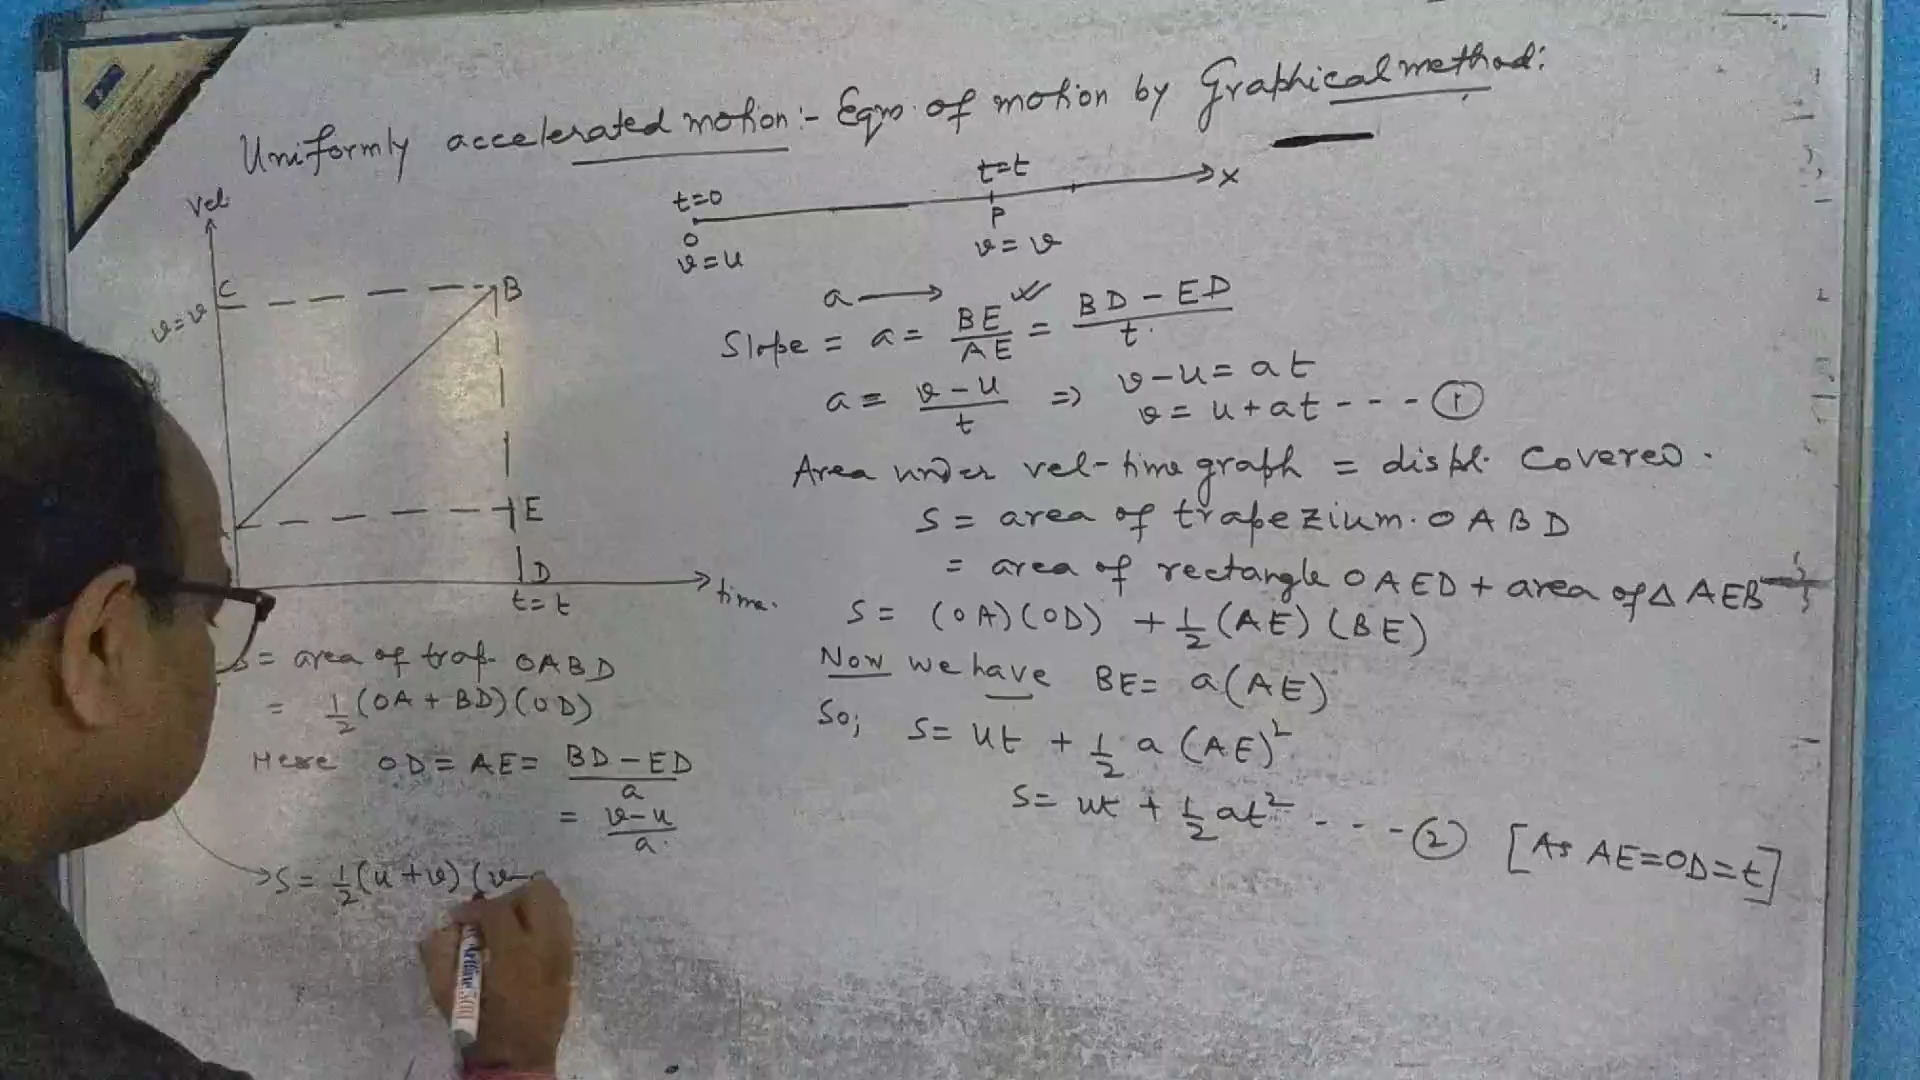 Uniformly accelerated motion:- Eqns of motion by Graphical method:
Vel
t=0
t=t
x
O
P
v=u
v=v
C
B
v=v
E
D
t=t
time.
a →
Slope = a = BE/AE = BD-ED/t
a = v-u/t => v-u = at
v = u+at --- 1
Area under vel-time graph = displ. Covered.
S = area of trapezium. OABD
= area of rectangle OAED + area of Δ AEB
S = (OA)(OD) + 1/2 (AE)(BE)
Now we have BE = a(AE)
So; S = ut + 1/2 a (AE)²
S = ut + 1/2 at² --- 2 [As AE=OD=t]
S = area of trap. OABD
= 1/2 (OA + BD)(OD)
Here OD = AE = BD-ED/a
= v-u/a.
→ S = 1/2 (u+v) (v-